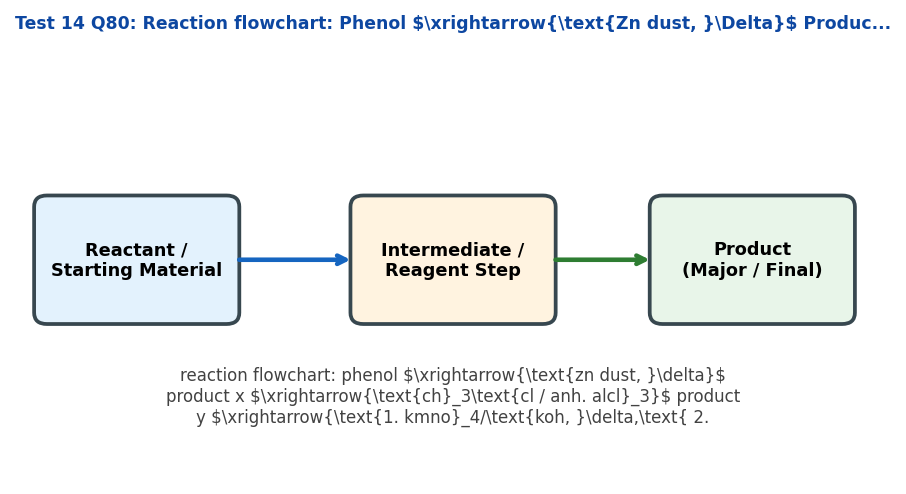 Test 14 Q80: Reaction flowchart: Phenol $\xrightarrow{\text{Zn dust, }\Delta}$ Produc...
Reactant /
Starting Material
Intermediate /
Reagent Step
Product
(Major / Final)
reaction flowchart: phenol $\xrightarrow{\text{zn dust, }\delta}$
product x $\xrightarrow{\text{ch}_3\text{cl / anh. alcl}_3}$ product
y $\xrightarrow{\text{1. kmno}_4/\text{koh, }\delta,\text{ 2.